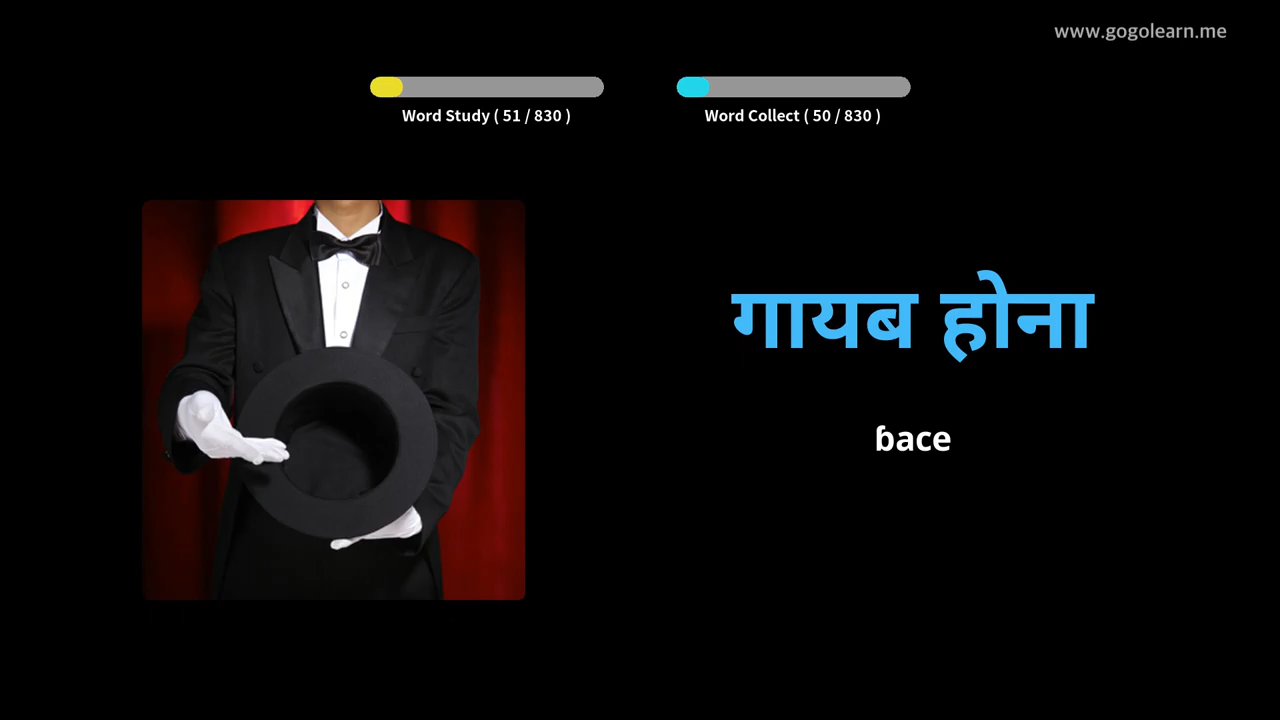 www.gogolearn.me
Word Study ( 51 / 830 )
Word Collect ( 50 / 830 )
गायब होना
ɓace